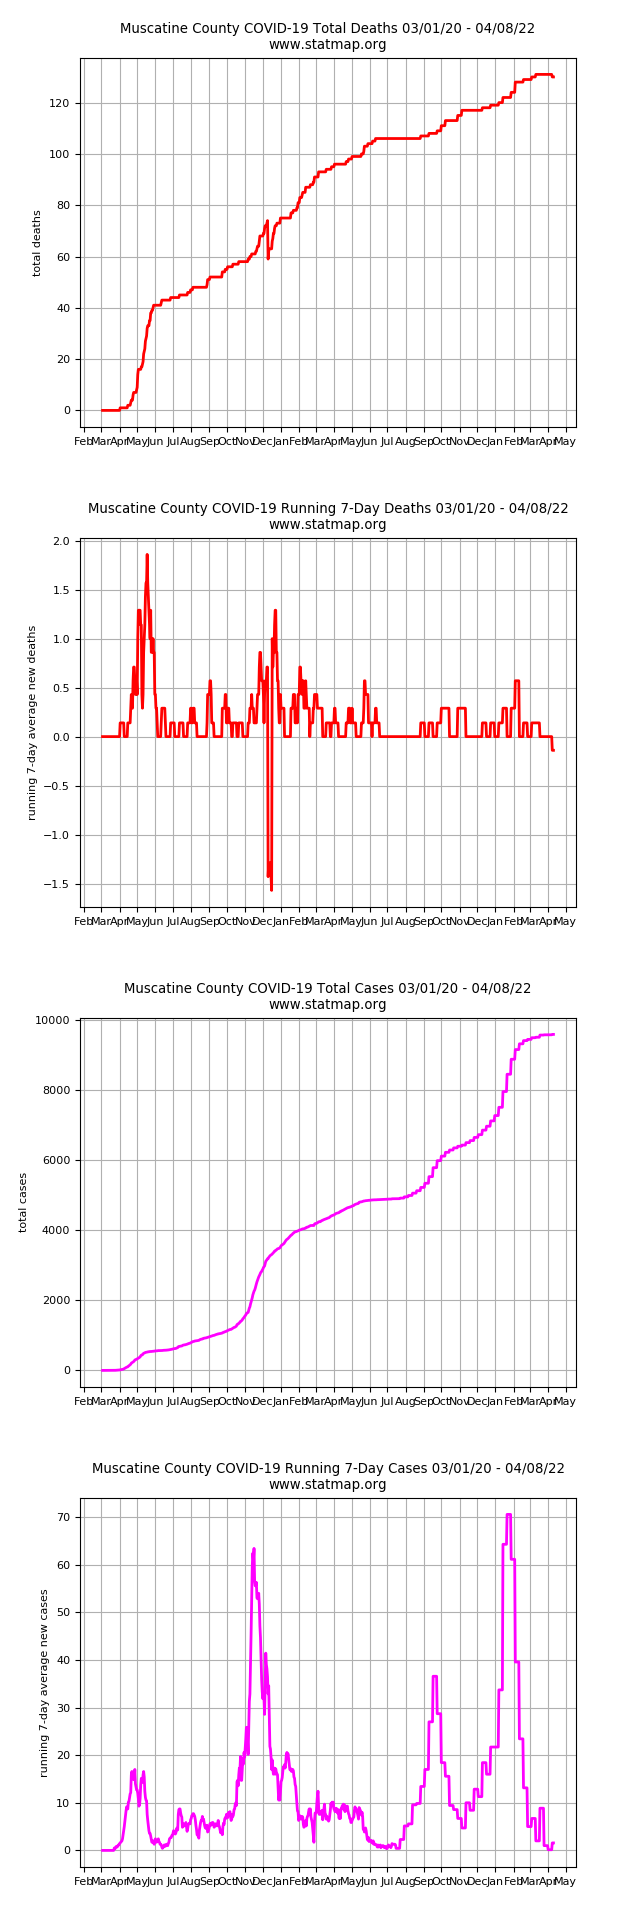 Muscatine County COVID-19 Total Deaths 03/01/20 - 04/08/22
www.statmap.org
120
100
80
60
40
20
0
total deaths
Feb Mar Apr May Jun Jul Aug Sep Oct Nov Dec Jan Feb Mar Apr May Jun Jul Aug Sep Oct Nov Dec Jan Feb Mar Apr May
Muscatine County COVID-19 Running 7-Day Deaths 03/01/20 - 04/08/22
www.statmap.org
2.0
1.5
1.0
0.5
0.0
−0.5
−1.0
−1.5
running 7-day average new deaths
Feb Mar Apr May Jun Jul Aug Sep Oct Nov Dec Jan Feb Mar Apr May Jun Jul Aug Sep Oct Nov Dec Jan Feb Mar Apr May
Muscatine County COVID-19 Total Cases 03/01/20 - 04/08/22
www.statmap.org
10000
8000
6000
4000
2000
0
total cases
Feb Mar Apr May Jun Jul Aug Sep Oct Nov Dec Jan Feb Mar Apr May Jun Jul Aug Sep Oct Nov Dec Jan Feb Mar Apr May
Muscatine County COVID-19 Running 7-Day Cases 03/01/20 - 04/08/22
www.statmap.org
70
60
50
40
30
20
10
0
running 7-day average new cases
Feb Mar Apr May Jun Jul Aug Sep Oct Nov Dec Jan Feb Mar Apr May Jun Jul Aug Sep Oct Nov Dec Jan Feb Mar Apr May